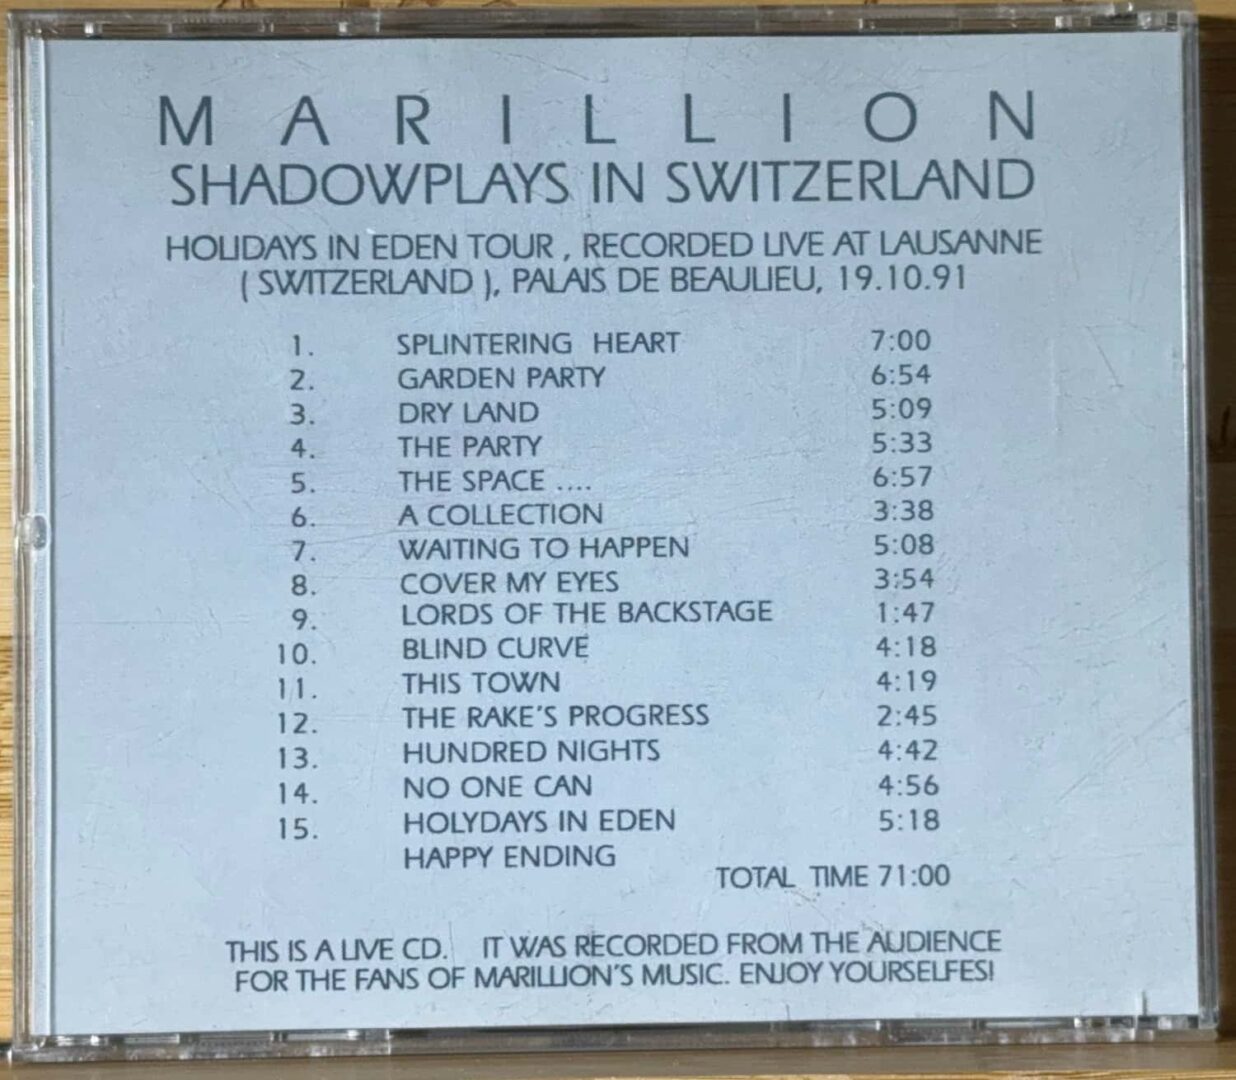 MARILLION
SHADOWPLAYS IN SWITZERLAND
HOLIDAYS IN EDEN TOUR , RECORDED LIVE AT LAUSANNE
( SWITZERLAND ), PALAIS DE BEAULIEU, 19.10.91
1. SPLINTERING HEART 7:00
2. GARDEN PARTY 6:54
3. DRY LAND 5:09
4. THE PARTY 5:33
5. THE SPACE .... 6:57
6. A COLLECTION 3:38
7. WAITING TO HAPPEN 5:08
8. COVER MY EYES 3:54
9. LORDS OF THE BACKSTAGE 1:47
10. BLIND CURVE 4:18
11. THIS TOWN 4:19
12. THE RAKE'S PROGRESS 2:45
13. HUNDRED NIGHTS 4:42
14. NO ONE CAN 4:56
15. HOLYDAYS IN EDEN 5:18
HAPPY ENDING
TOTAL TIME 71:00
THIS IS A LIVE CD. IT WAS RECORDED FROM THE AUDIENCE
FOR THE FANS OF MARILLION'S MUSIC. ENJOY YOURSELFES!